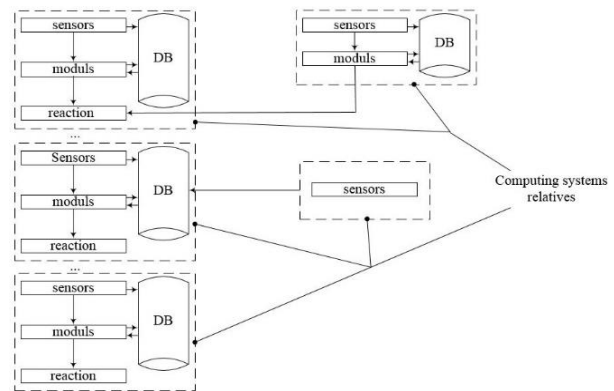 sensors
DB
moduls
reaction
...
sensors
DB
moduls
Sensors
DB
moduls
reaction
...
sensors
Computing systems
relatives
sensors
DB
moduls
reaction